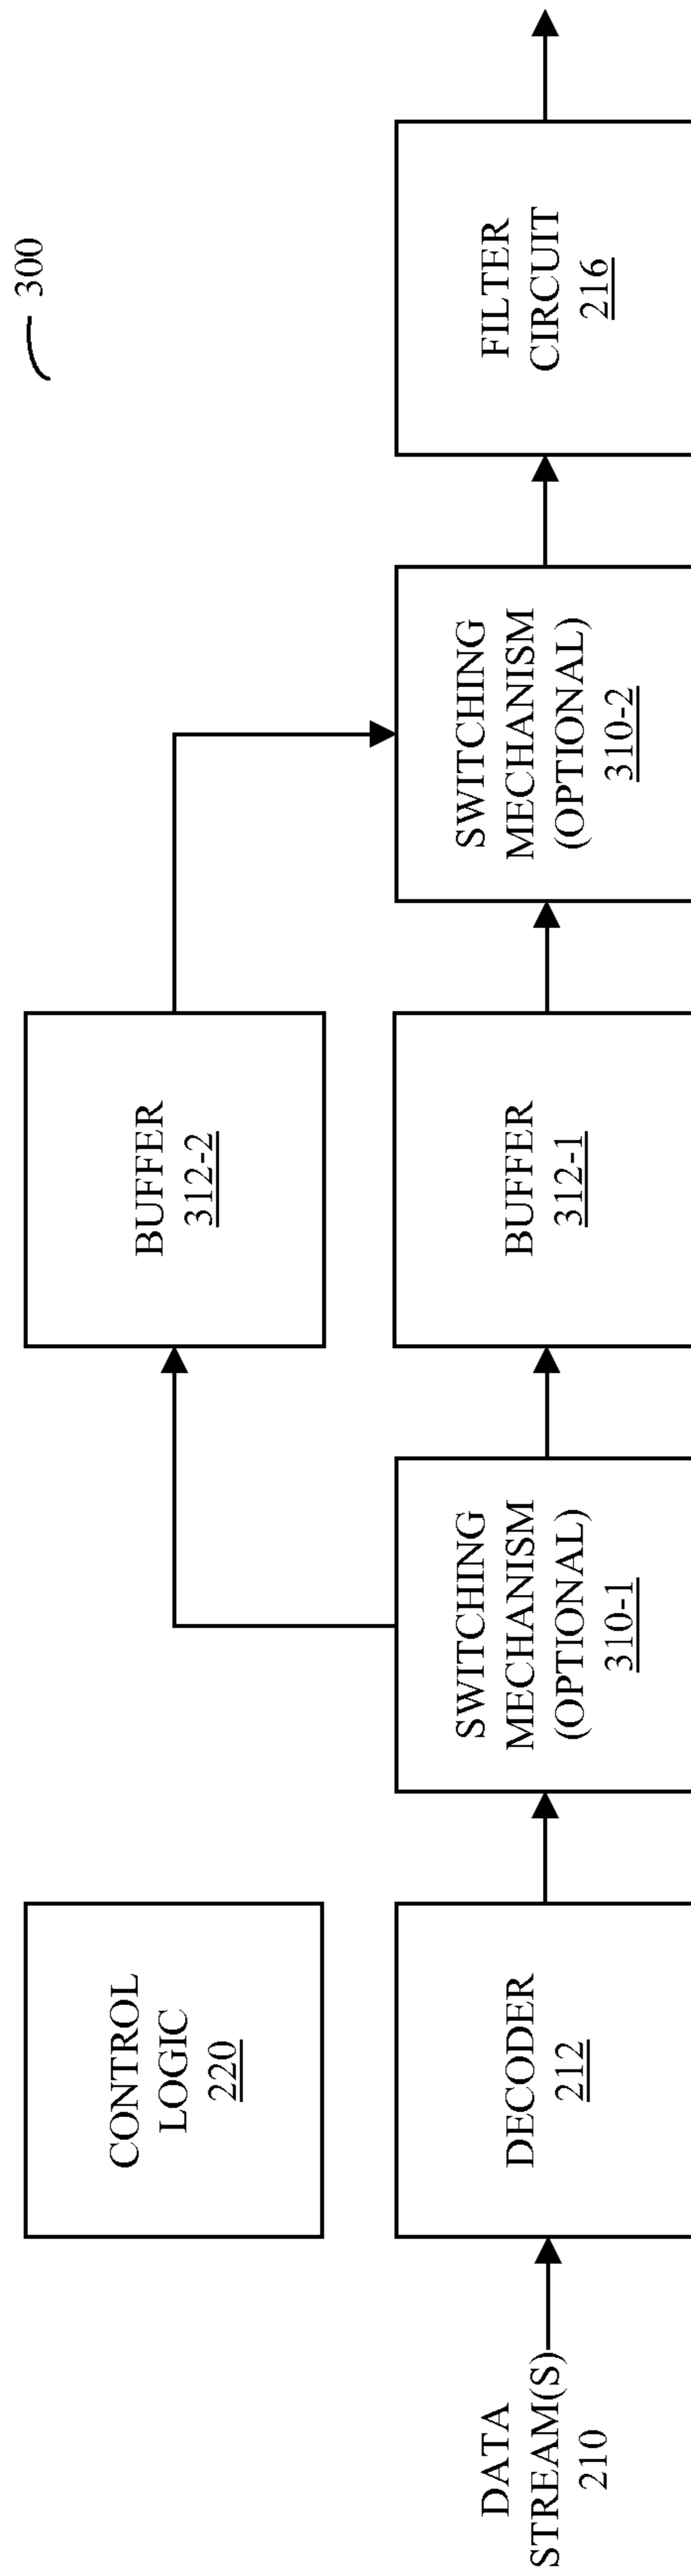 300
CONTROL
LOGIC
220
BUFFER
312-2
DATA
STREAM(S)
210
DECODER
212
SWITCHING
MECHANISM
(OPTIONAL)
310-1
BUFFER
312-1
SWITCHING
MECHANISM
(OPTIONAL)
310-2
FILTER
CIRCUIT
216